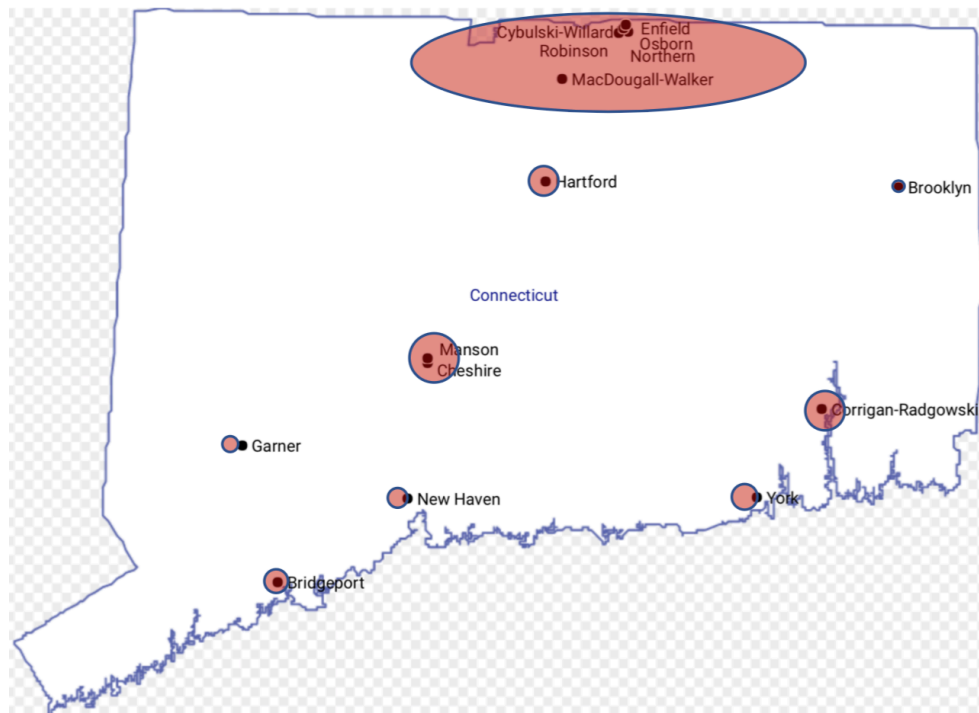 Cybulski-Willard
Enfield
Osborn
Robinson
Northern
MacDougall-Walker
Hartford
Brooklyn
Connecticut
Manson
Cheshire
Corrigan-Radgowski
Garner
New Haven
York
Bridgeport